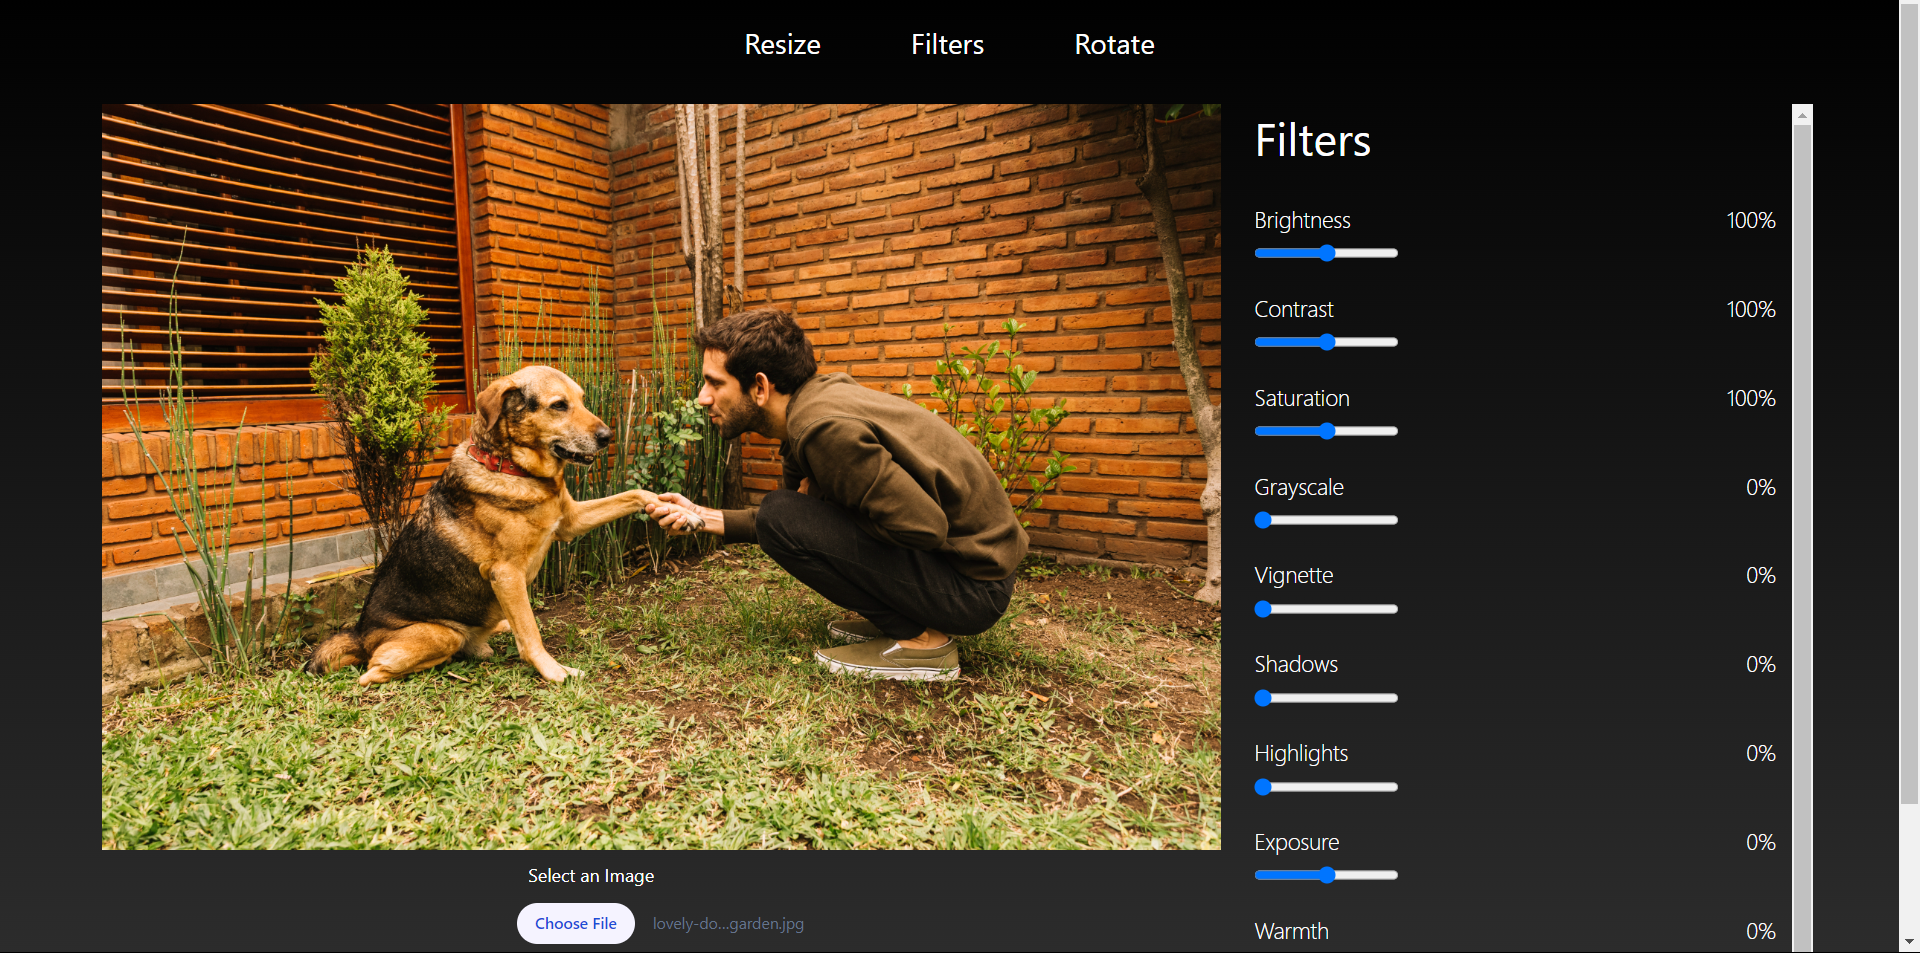 Resize Filters Rotate
Filters
Brightness 100%
Contrast 100%
Saturation 100%
Grayscale 0%
Vignette 0%
Shadows 0%
Highlights 0%
Exposure 0%
Warmth 0%
Select an Image
Choose File lovely-do...garden.jpg